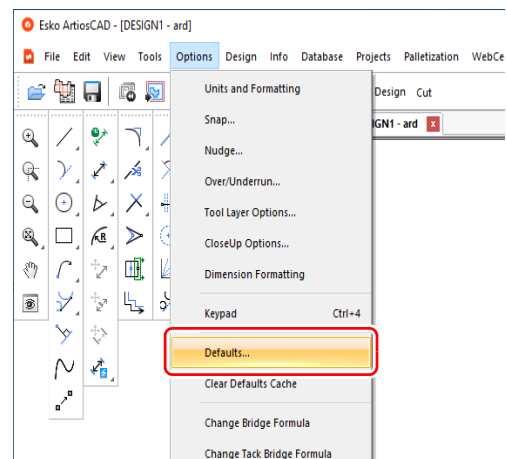 Esko ArtiosCAD - [DESIGN1 - ard]
File Edit View Tools Options Design Info Database Projects Palletization WebCe
Units and Formatting
Design Cut
Snap...
IGN1 - ard x
Nudge...
Over/Underrun...
Tool Layer Options...
CloseUp Options...
Dimension Formatting
Keypad Ctrl+4
Defaults...
Clear Defaults Cache
Change Bridge Formula
Change Tack Bridge Formula